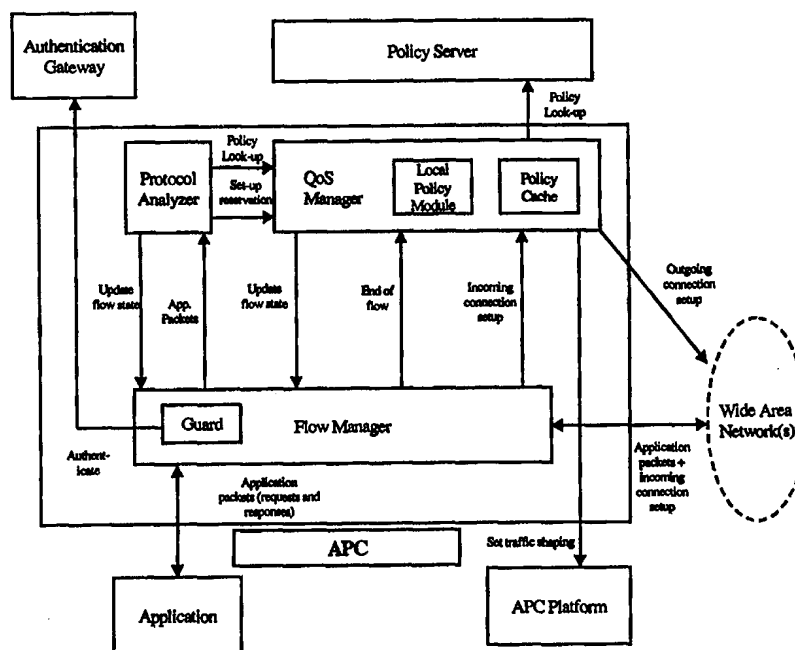 Authentication
Gateway
Policy Server
Policy
Look-up
Protocol
Analyzer
Policy
Look-up
Set-up
reservation
QoS
Manager
Local
Policy
Module
Policy
Cache
Update
flow state
App.
Packets
Update
flow state
End of
flow
Incoming
connection
setup
Outgoing
connection
setup
Guard
Flow Manager
Wide Area
Network(s)
Authent-
icate
Application
packets (requests and
responses)
Application
packets +
incoming
connection
setup
APC
Set traffic shaping
Application
APC Platform